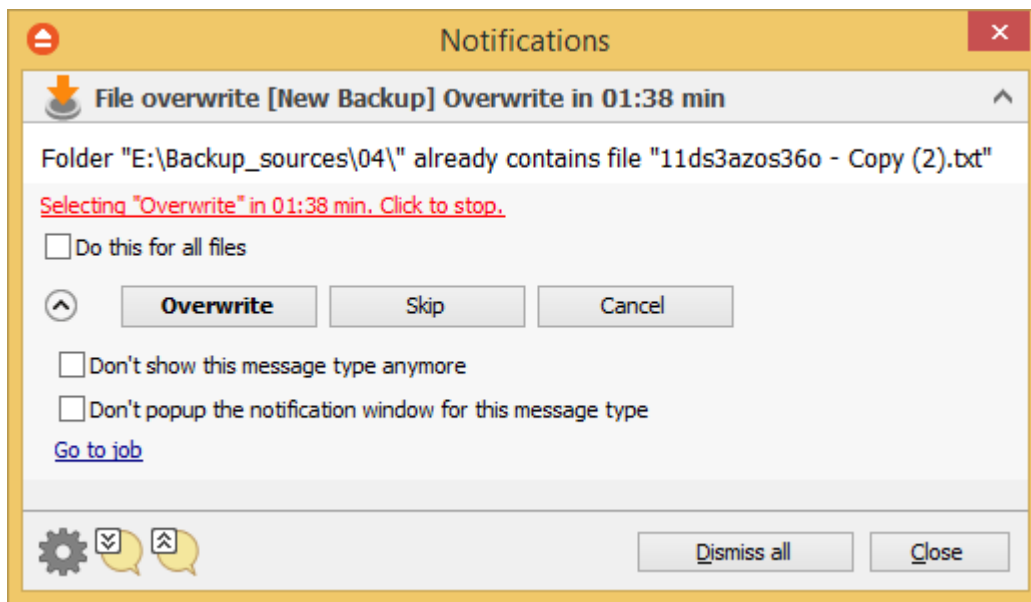 Notifications
File overwrite [New Backup] Overwrite in 01:38 min
Folder "E:\Backup_sources\04\" already contains file "11ds3azos36o - Copy (2).txt"
Selecting "Overwrite" in 01:38 min. Click to stop.
Do this for all files
Overwrite Skip Cancel
Don't show this message type anymore
Don't popup the notification window for this message type
Go to job
Dismiss all Close